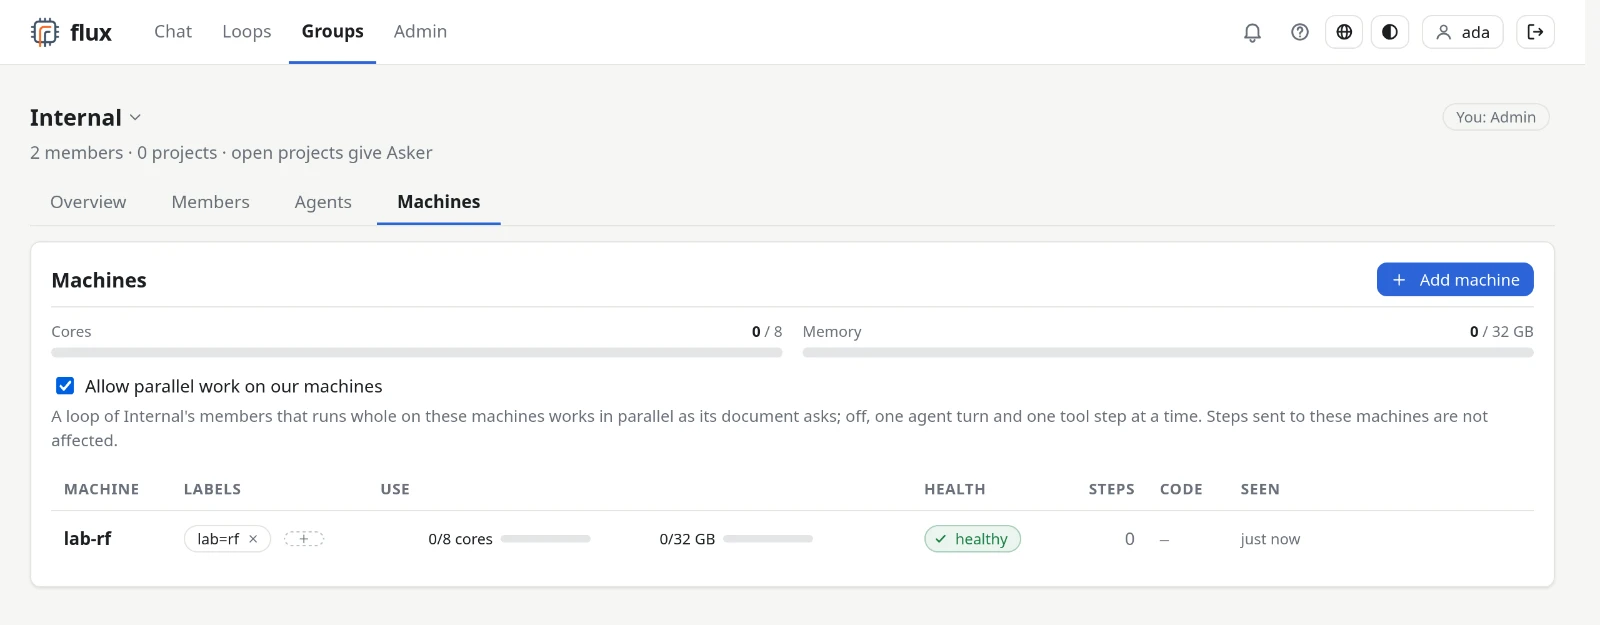 flux Chat Loops Groups Admin ada
Internal You: Admin
2 members · 0 projects · open projects give Asker
Overview Members Agents Machines
Machines + Add machine
Cores 0 / 8 Memory 0 / 32 GB
Allow parallel work on our machines
A loop of Internal's members that runs whole on these machines works in parallel as its document asks; off, one agent turn and one tool step at a time. Steps sent to these machines are not
affected.
MACHINE LABELS USE HEALTH STEPS CODE SEEN
lab-rf lab=rf × + 0/8 cores 0/32 GB healthy 0 – just now